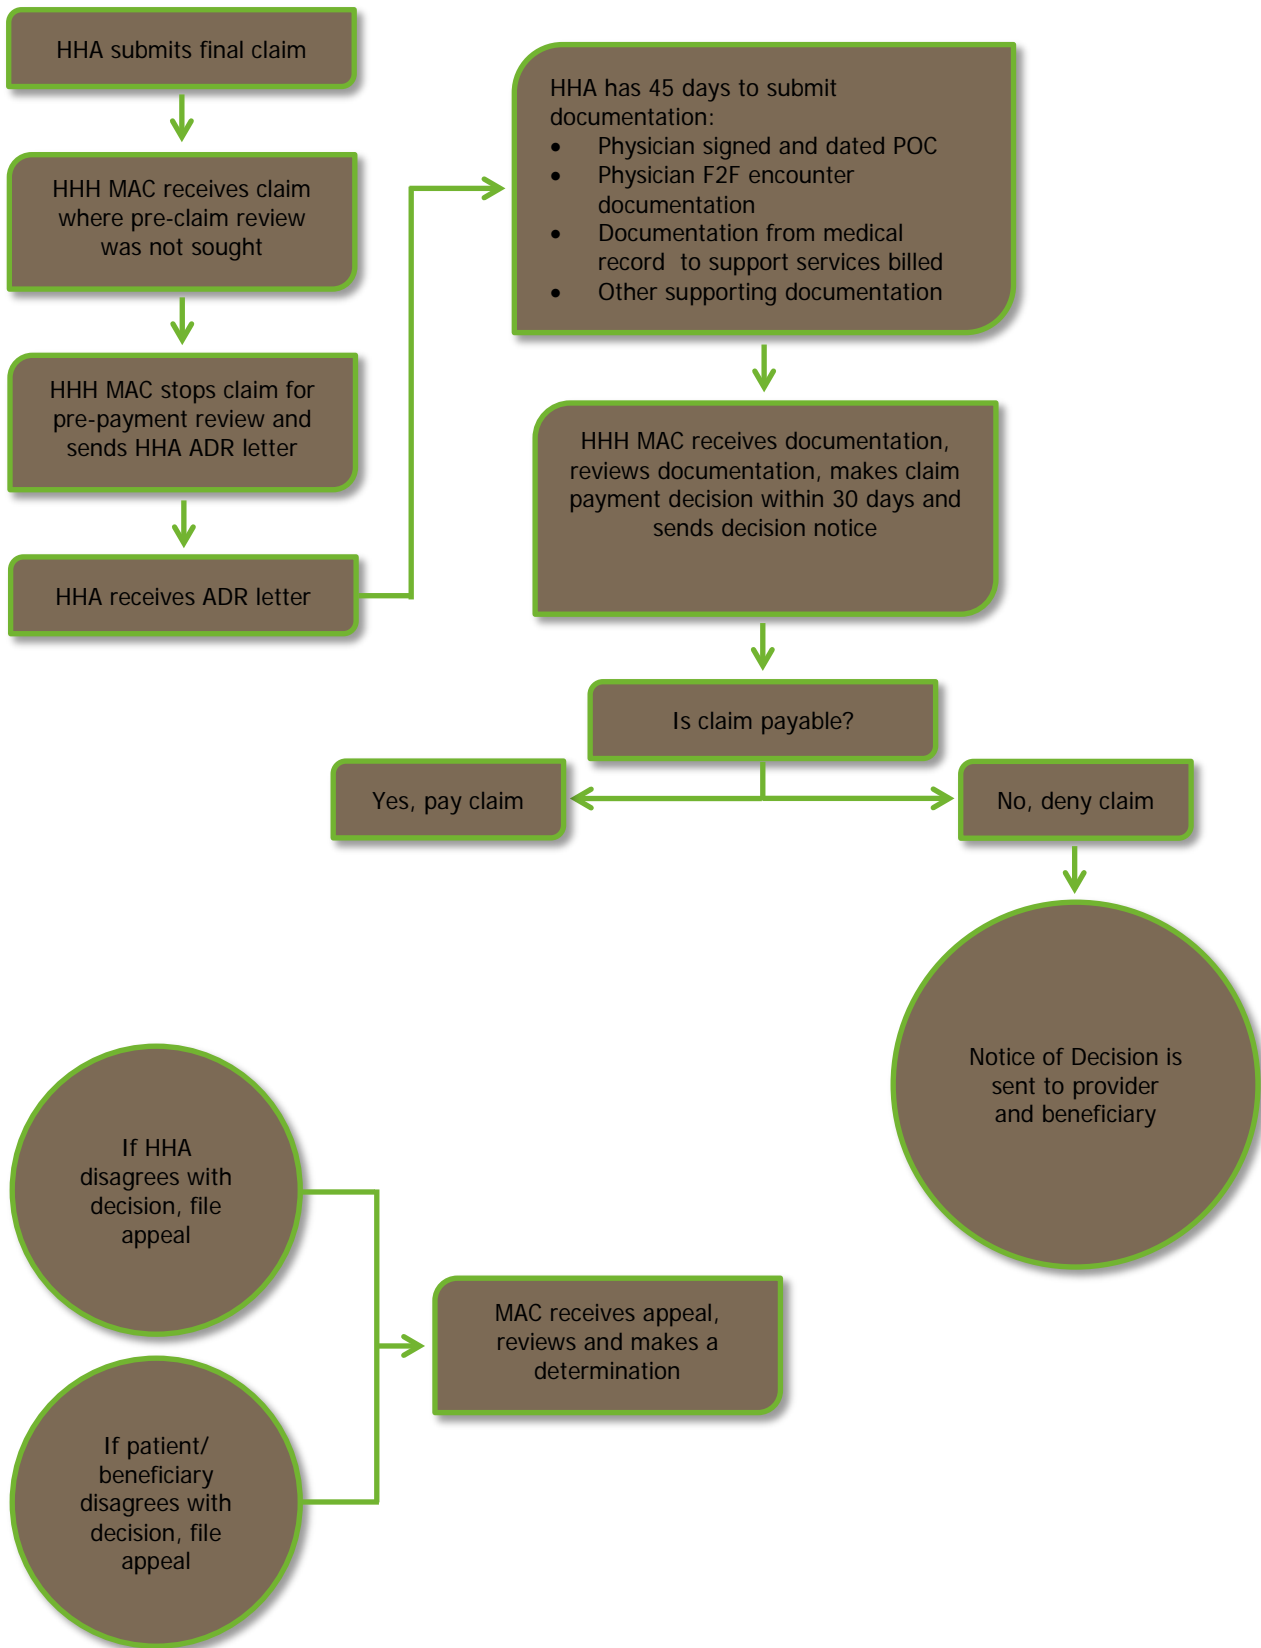 HHA submits final claim
HHH MAC receives claim
where pre-claim review
was not sought
HHH MAC stops claim for
pre-payment review and
sends HHA ADR letter
HHA receives ADR letter
HHA has 45 days to submit
documentation:
• Physician signed and dated POC
• Physician F2F encounter
documentation
• Documentation from medical
record to support services billed
• Other supporting documentation
HHH MAC receives documentation,
reviews documentation, makes claim
payment decision within 30 days and
sends decision notice
Is claim payable?
Yes, pay claim
No, deny claim
Notice of Decision is
sent to provider
and beneficiary
If HHA
disagrees with
decision, file
appeal
If patient/
beneficiary
disagrees with
decision, file
appeal
MAC receives appeal,
reviews and makes a
determination